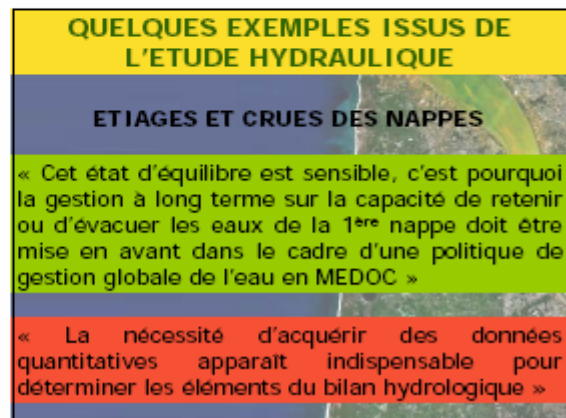 QUELQUES EXEMPLES ISSUS DE
L'ETUDE HYDRAULIQUE
ETIAGES ET CRUES DES NAPPES
« Cet état d'équilibre est sensible, c'est pourquoi
la gestion à long terme sur la capacité de retenir
ou d'évacuer les eaux de la 1ère nappe doit être
mise en avant dans le cadre d'une politique de
gestion globale de l'eau en MEDOC »
« La nécessité d'acquérir des données
quantitatives apparaît indispensable pour
déterminer les éléments du bilan hydrologique »